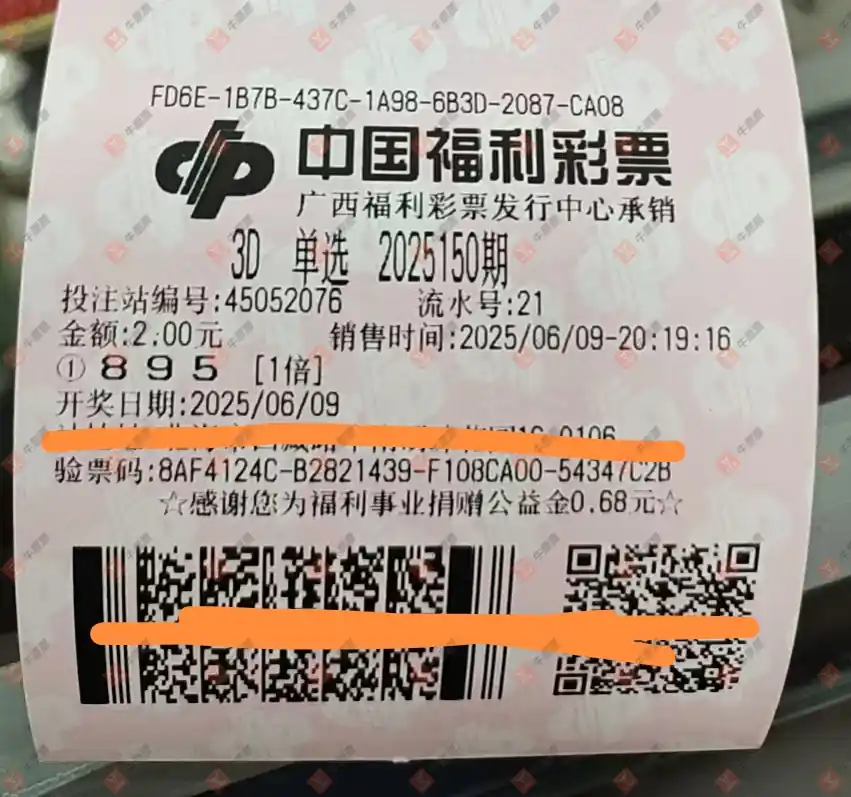 FD6E-1B7B-437C-1A98-6B3D-2087-CA08
中国福利彩票
广西福利彩票发行中心承销
3D 单选 2025150期
投注站编号:45052076 流水号:21
金额:2.00元 销售时间:2025/06/09-20:19:16
① 8 9 5 [1倍]
开奖日期:2025/06/09
0106
验票码:8AF4124C-B2821439-F108CA00-54347C2B
☆感谢您为福利事业捐赠公益金0.68元☆